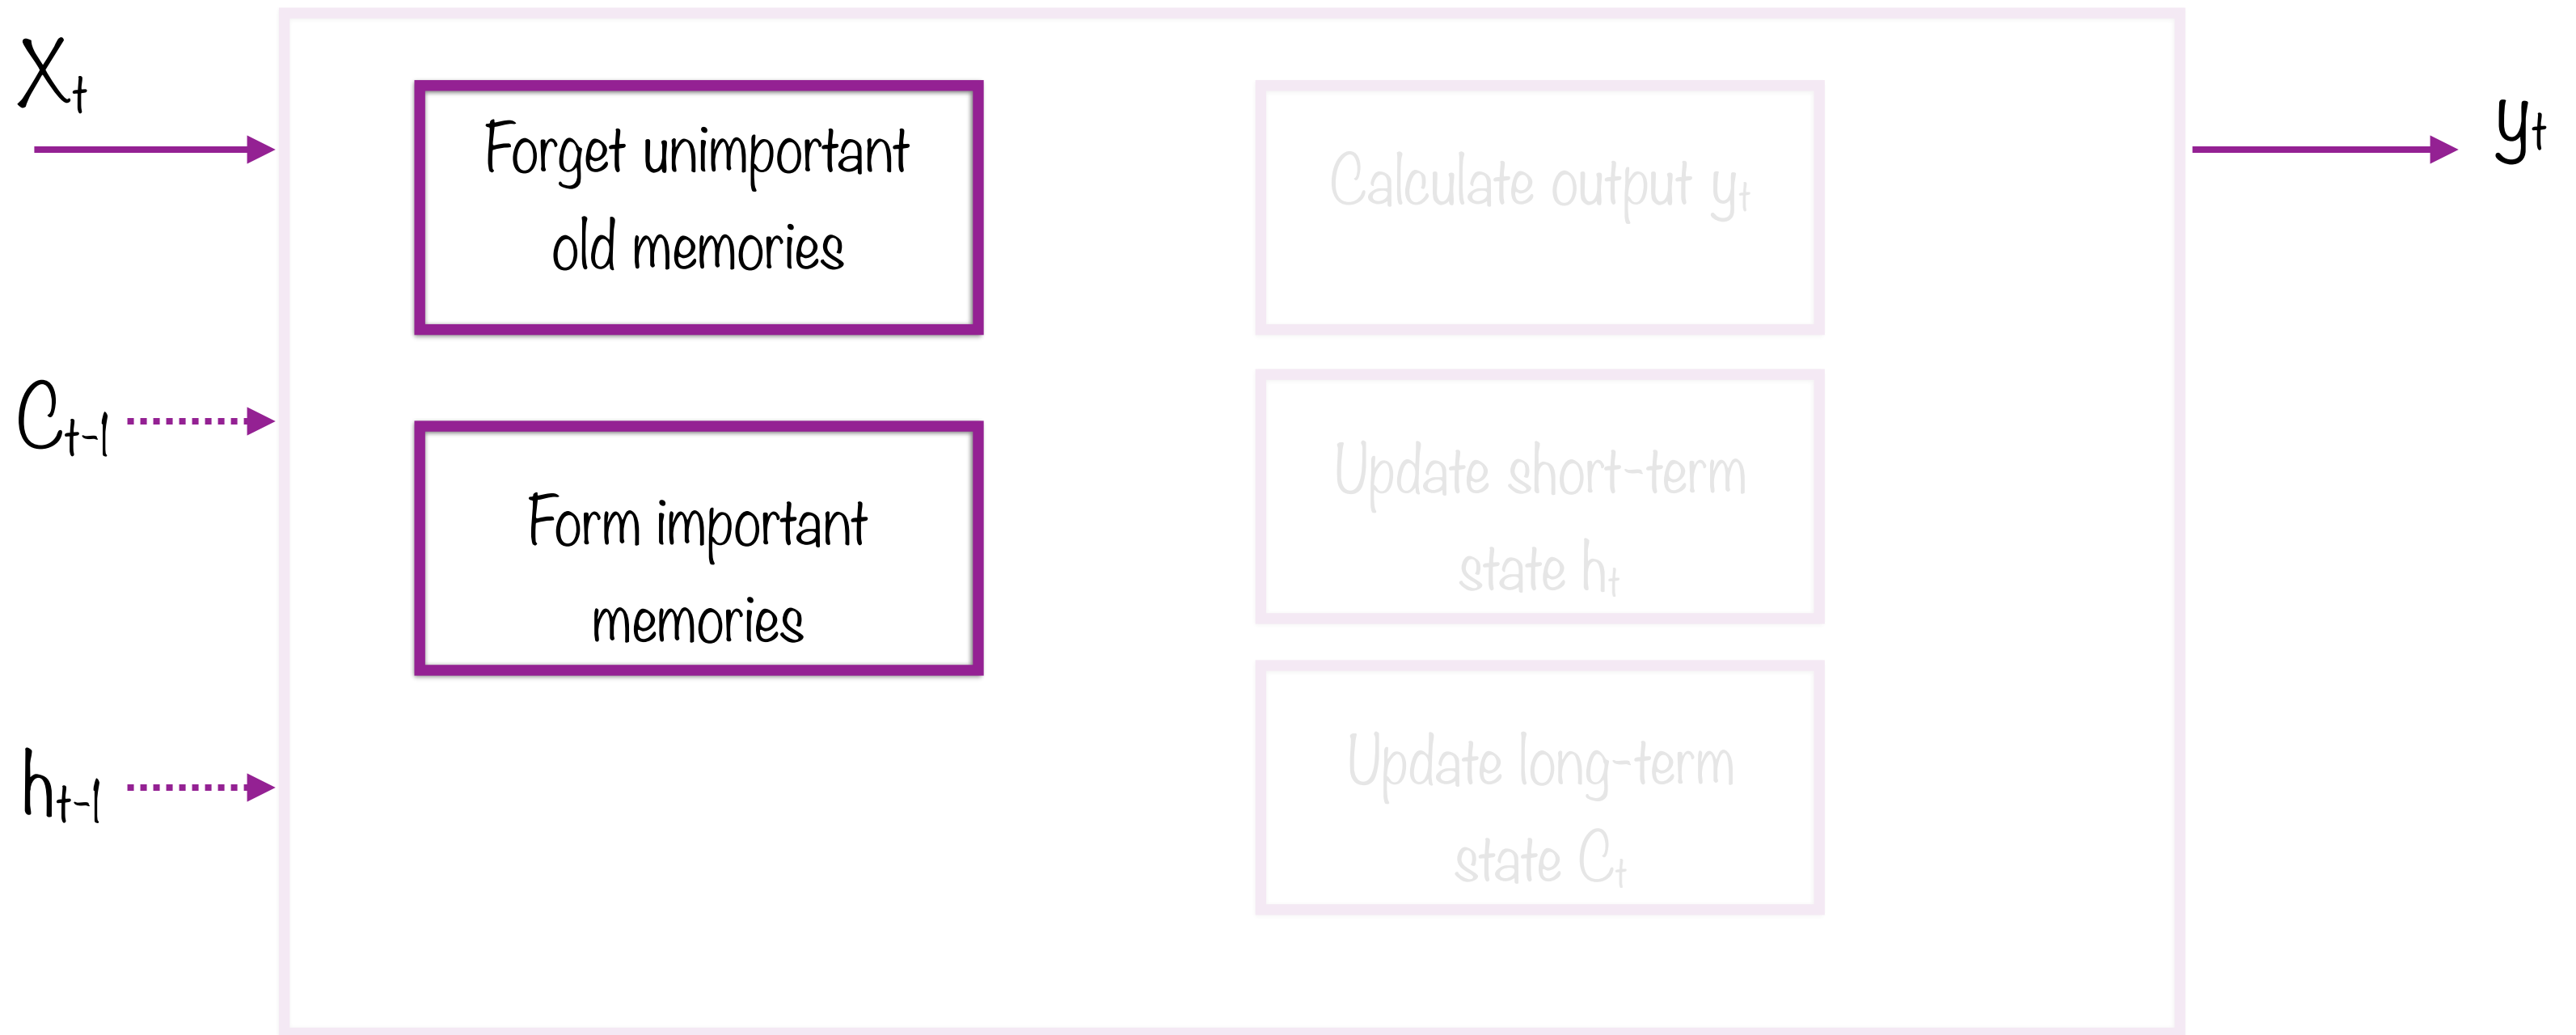 Xt
Ct-1
ht-1
Forget unimportant
old memories
Form important
memories
Calculate output yt
Update short-term
state ht
Update long-term
state Ct
yt